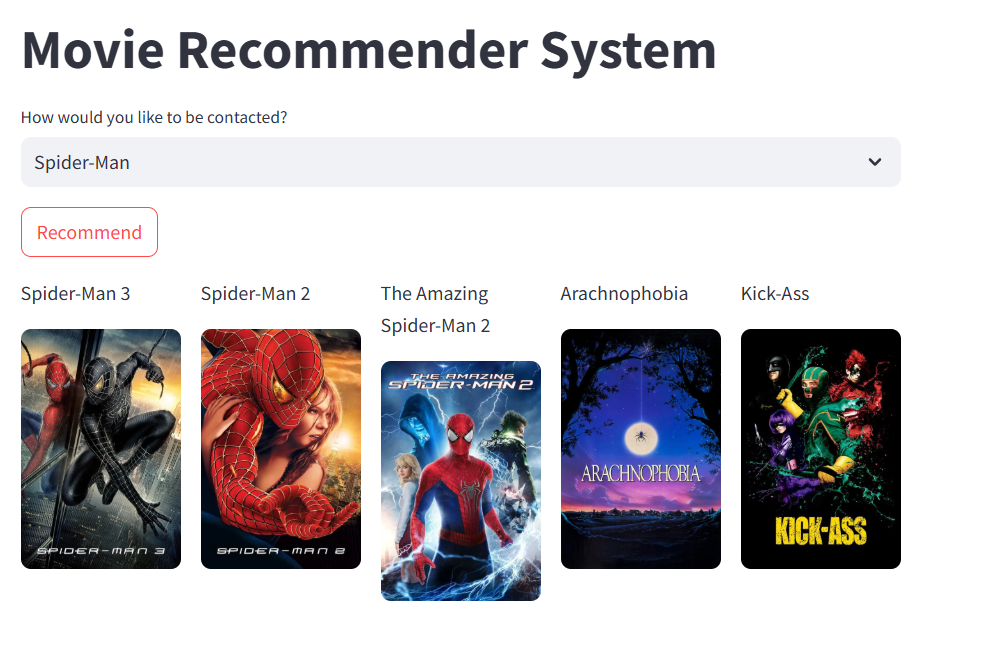 Movie Recommender System
How would you like to be contacted?
Spider-Man
Recommend
Spider-Man 3
Spider-Man 2
The Amazing
Spider-Man 2
Arachnophobia
Kick-Ass
SPIDER-MAN 3
SPIDER-MAN 2
THE AMAZING
SPIDER-MAN 2
ARACHNOPHOBIA
KICK-ASS